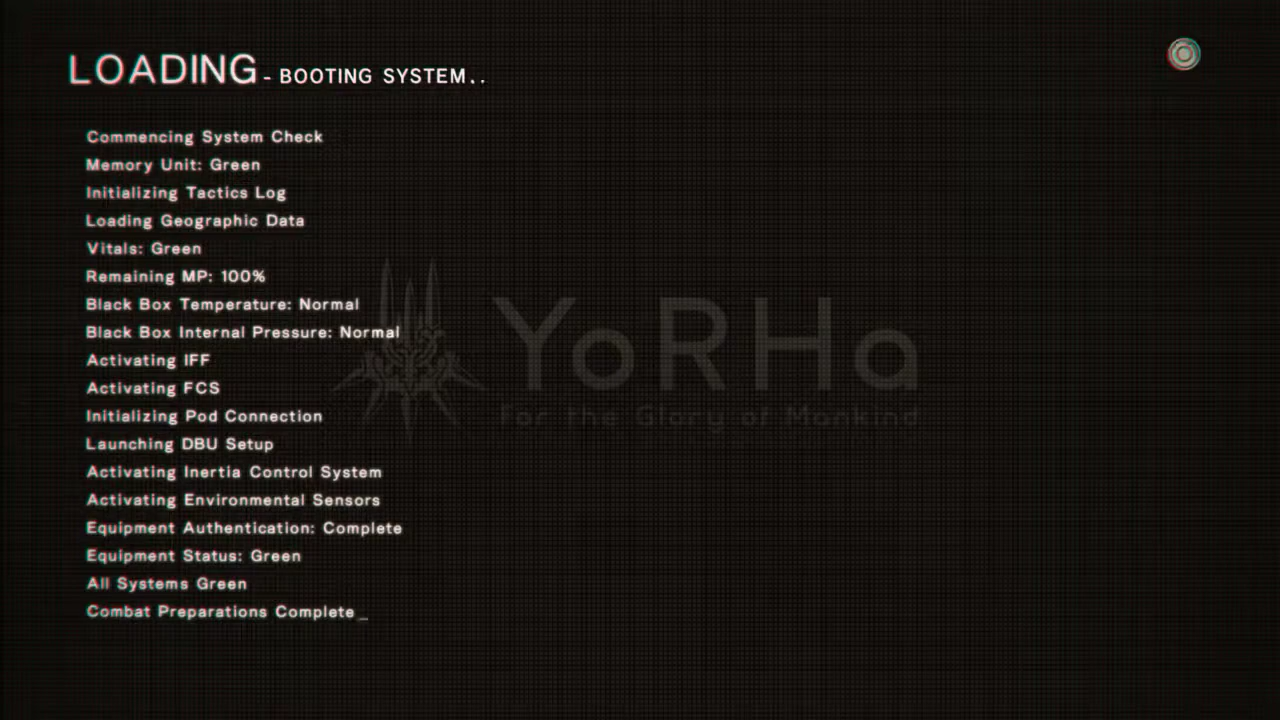 LOADING - BOOTING SYSTEM..
Commencing System Check
Memory Unit: Green
Initializing Tactics Log
Loading Geographic Data
Vitals: Green
Remaining MP: 100%
Black Box Temperature: Normal
Black Box Internal Pressure: Normal
Activating IFF
Activating FCS
Initializing Pod Connection
Launching DBU Setup
Activating Inertia Control System
Activating Environmental Sensors
Equipment Authentication: Complete
Equipment Status: Green
All Systems Green
Combat Preparations Complete _
YoRHa
For the Glory of Mankind